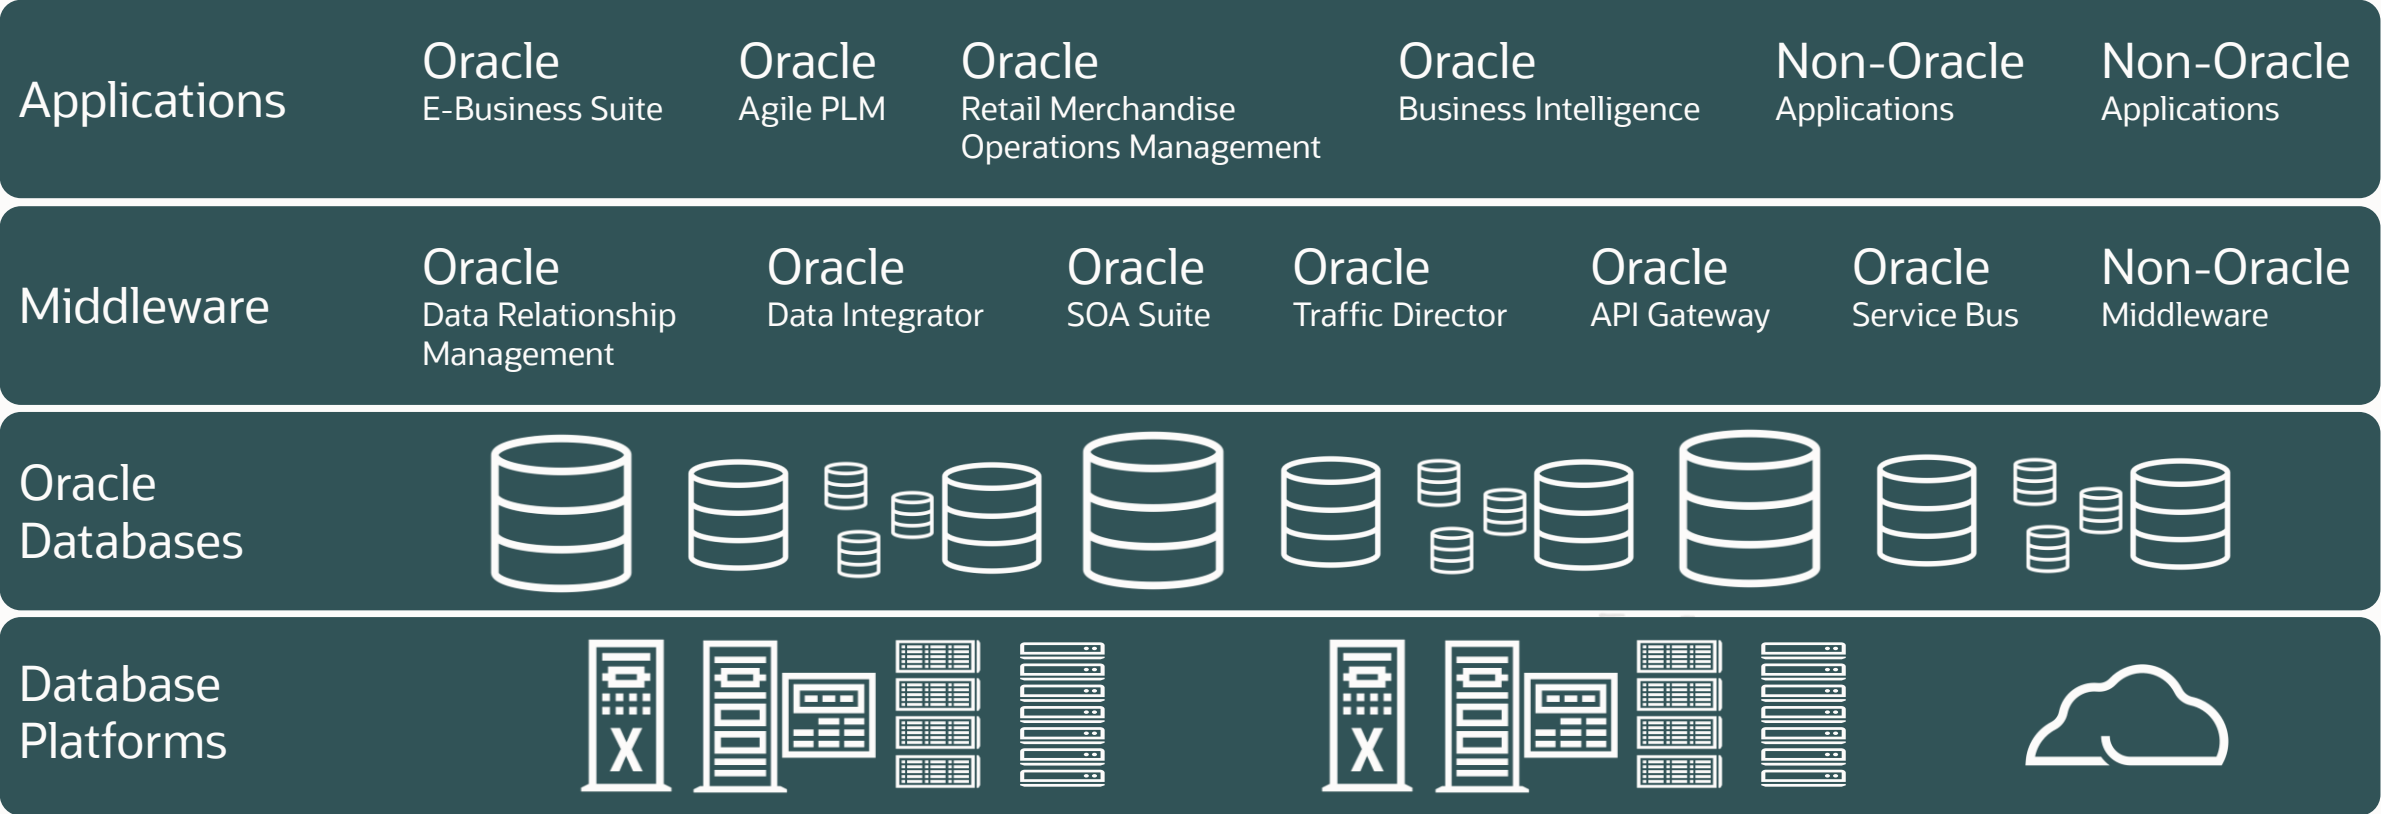 Applications
Oracle
E-Business Suite
Oracle
Agile PLM
Oracle
Retail Merchandise
Operations Management
Oracle
Business Intelligence
Non-Oracle
Applications
Non-Oracle
Applications
Middleware
Oracle
Data Relationship
Management
Oracle
Data Integrator
Oracle
SOA Suite
Oracle
Traffic Director
Oracle
API Gateway
Oracle
Service Bus
Non-Oracle
Middleware
Oracle
Databases
Database
Platforms
X
X